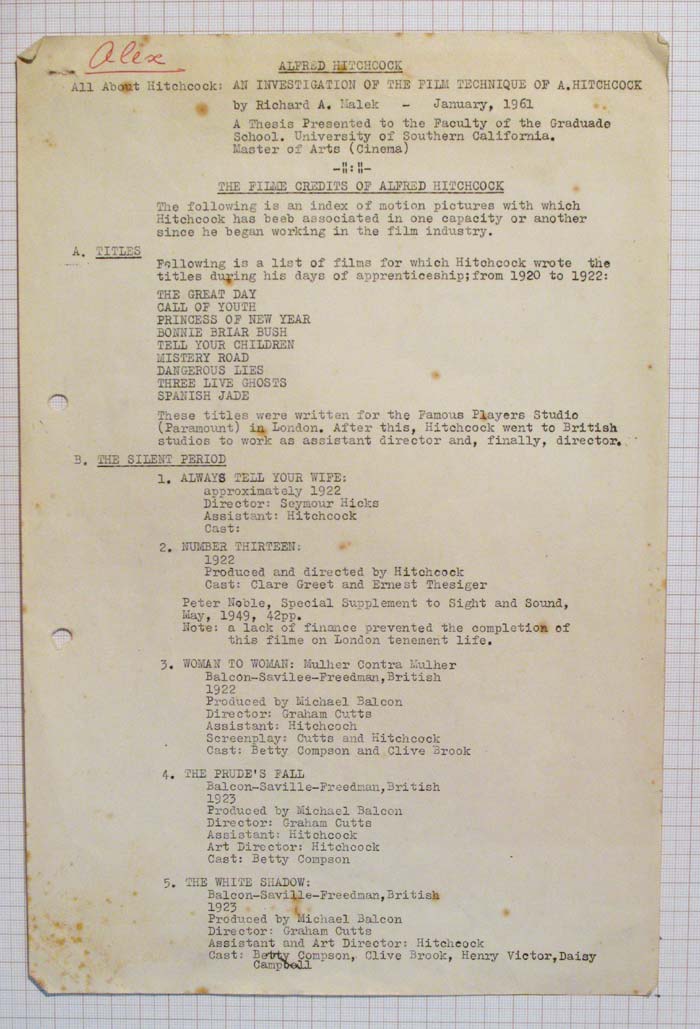 Alex
ALFRED HITCHCOCK
All About Hitchcock: AN INVESTIGATION OF THE FILM TECHNIQUE OF A.HITCHCOCK
by Richard A. Malek - January, 1961
A Thesis Presented to the Faculty of the Graduade
School. University of Southern California.
Master of Arts (Cinema)
-":"-
THE FILME CREDITS OF ALFRED HITCHCOCK
The following is an index of motion pictures with which
Hitchcock has beeb associated in one capacity or another
since he began working in the film industry.
A. TITLES
Following is a list of films for which Hitchcock wrote the
titles during his days of apprenticeship;from 1920 to 1922:
THE GREAT DAY
CALL OF YOUTH
PRINCESS OF NEW YEAR
BONNIE BRIAR BUSH
TELL YOUR CHILDREN
MISTERY ROAD
DANGEROUS LIES
THREE LIVE GHOSTS
SPANISH JADE
These titles were written for the Famous Players Studio
(Paramount) in London. After this, Hitchcock went to British
studios to work as assistant director and, finally, director.
B. THE SILENT PERIOD
1. ALWAYS TELL YOUR WIFE:
approximately 1922
Director: Seymour Hicks
Assistant: Hitchcock
Cast:
2. NUMBER THIRTEEN:
1922
Produced and directed by Hitchcock
Cast: Clare Greet and Ernest Thesiger
Peter Noble, Special Supplement to Sight and Sound,
May, 1949, 42pp.
Note: a lack of finance prevented the completion of
this filme on London tenement life.
3. WOMAN TO WOMAN: Mulher Contra Mulher
Balcon-Savilee-Freedman,British
1922
Produced by Michael Balcon
Director: Graham Cutts
Assistant: Hitchcoch
Screenplay: Cutts and Hitchcock
Cast: Betty Compson and Clive Brook
4. THE PRUDE'S FALL
Balcon-Saville-Freedman,British
1923
Produced by Michael Balcon
Director: Graham Cutts
Assistant: Hitchcock
Art Director: Hitchcock
Cast: Betty Compson
5. THE WHITE SHADOW:
Balcon-Saville-Freedman,British
1923
Produced by Michael Balcon
Director: Graham Cutts
Assistant and Art Director: Hitchcock
Cast: Betty Compson, Clive Brook, Henry Victor,Daisy
Campbell